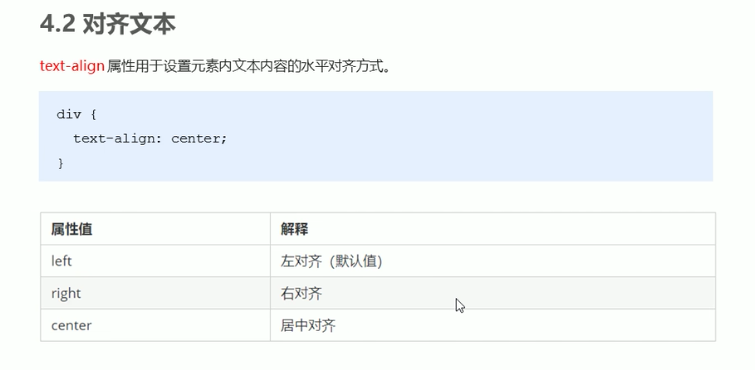 4.2 对齐文本
text-align 属性用于设置元素内文本内容的水平对齐方式。
div {
  text-align: center;
}
属性值 解释
left 左对齐（默认值）
right 右对齐
center 居中对齐